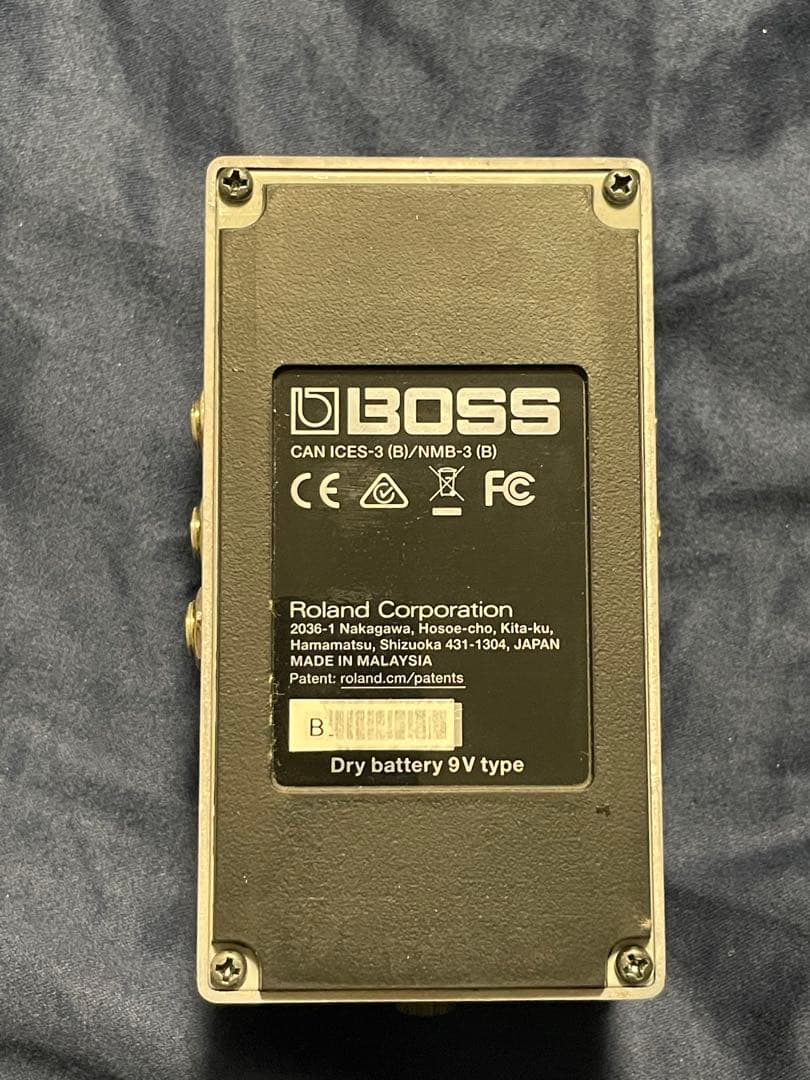 BOSS
CAN ICES-3 (B)/NMB-3 (B)
CE FC
Roland Corporation
2036-1 Nakagawa, Hosoe-cho, Kita-ku,
Hamamatsu, Shizuoka 431-1304, JAPAN
MADE IN MALAYSIA
Patent: roland.cm/patents
B
Dry battery 9V type